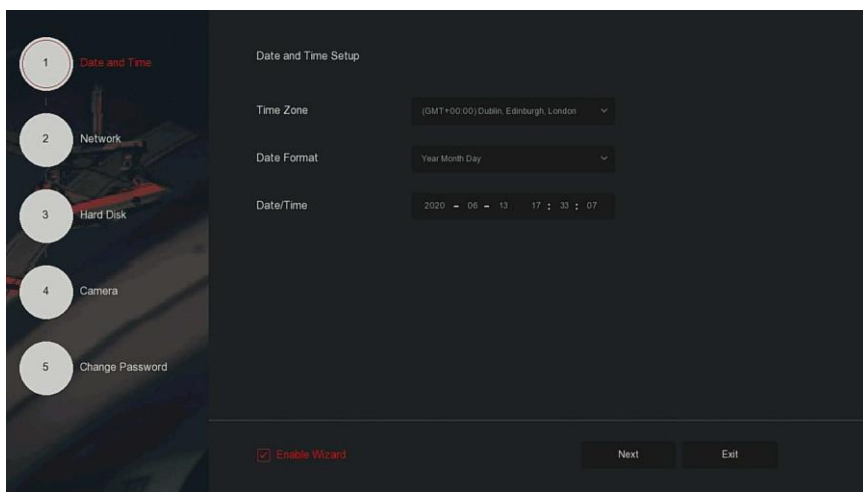 1 Date and Time
2 Network
3 Hard Disk
4 Camera
5 Change Password
Date and Time Setup
Time Zone (GMT+00:00) Dublin, Edinburgh, London
Date Format Year Month Day
Date/Time 2020 - 06 - 13 17 : 33 : 07
Enable Wizard Next Exit